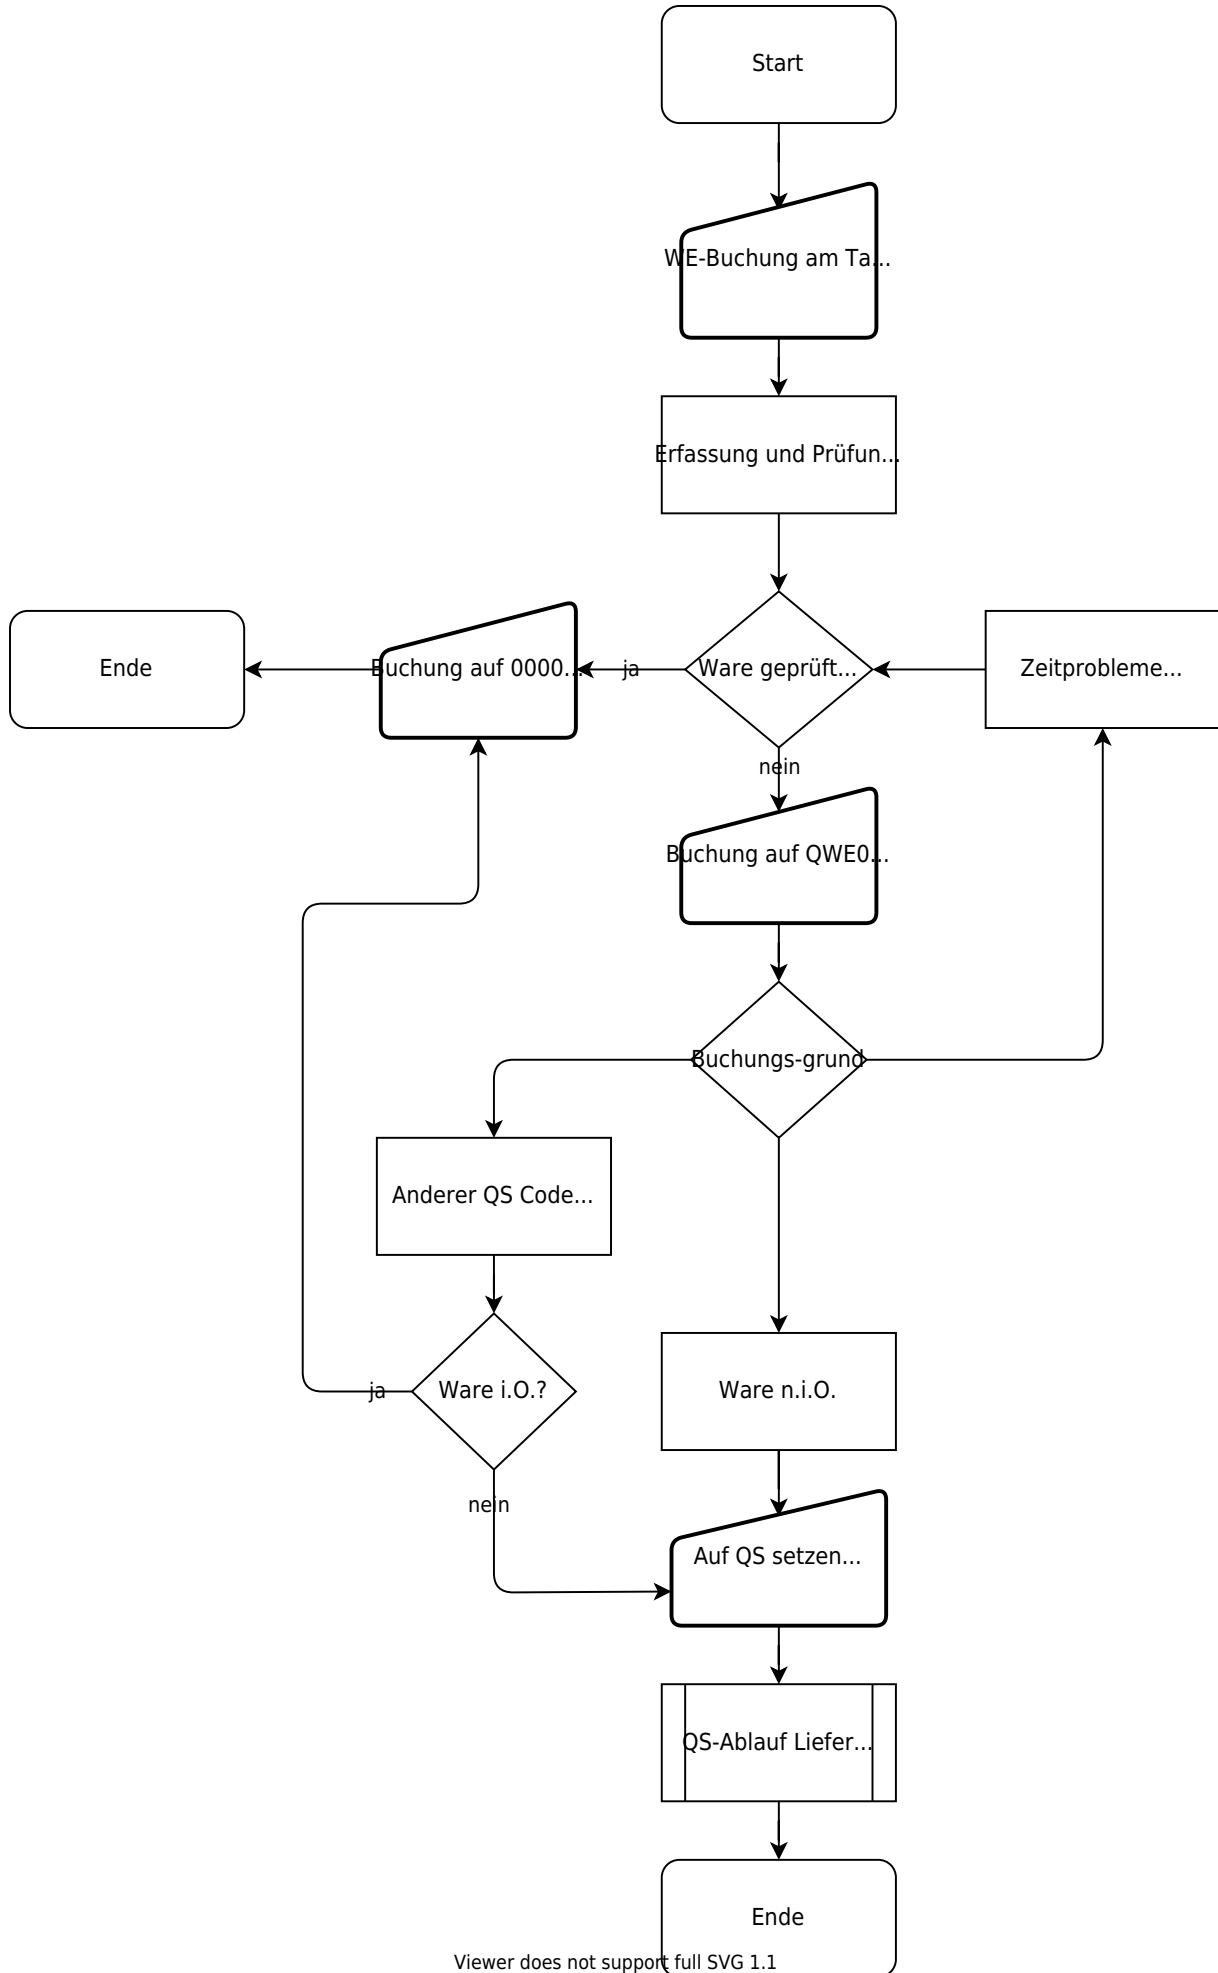 Start
WE-Buchung am Ta...
Erfassung und Prüfun...
Ende
Buchung auf 0000...
ja
Ware geprüft...
Zeitprobleme...
nein
Buchung auf QWE0...
Buchungs-grund
Anderer QS Code...
ja
Ware i.O.?
Ware n.i.O.
nein
Auf QS setzen...
QS-Ablauf Liefer...
Ende
Viewer does not support full SVG 1.1